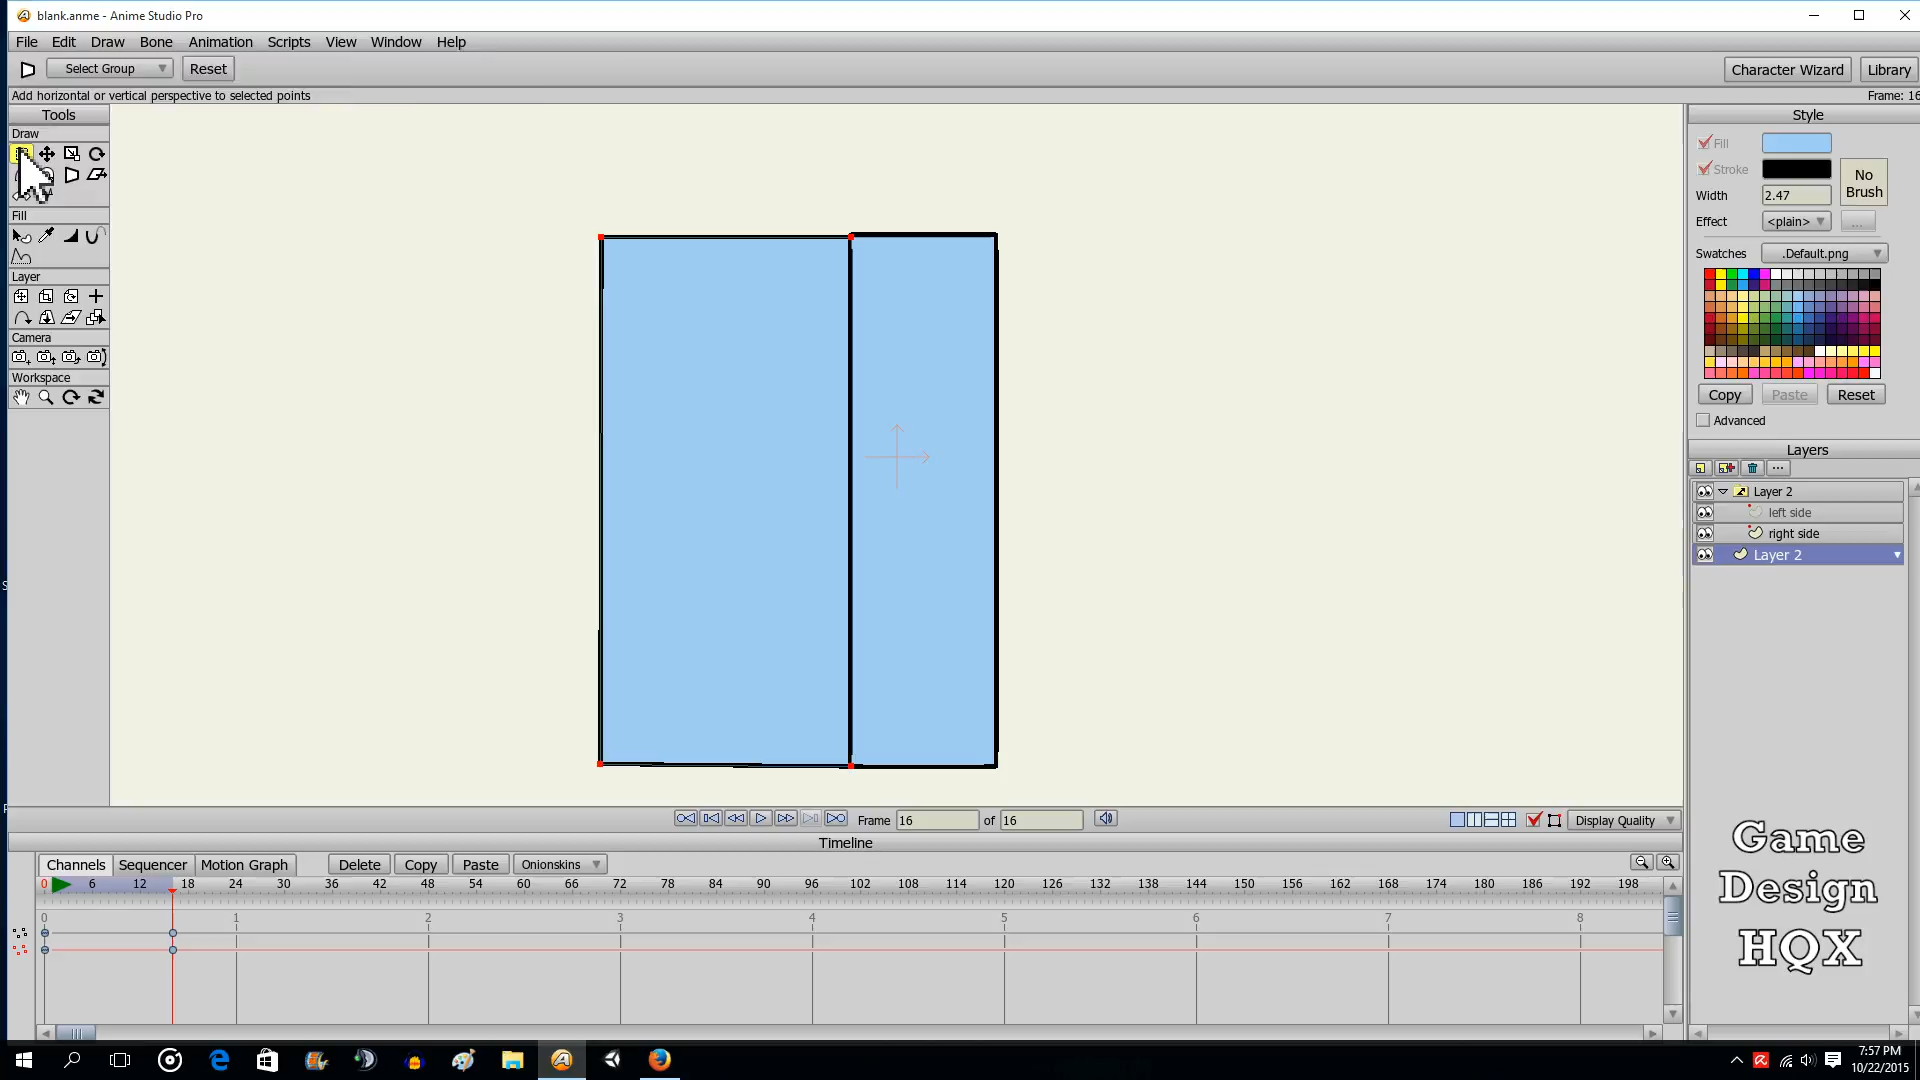 blank.anme - Anime Studio Pro
File Edit Draw Bone Animation Scripts View Window Help
Select Group Reset Character Wizard Library
Add horizontal or vertical perspective to selected points Frame: 16
Tools
Draw
Fill
Layer
Camera
Workspace
Style
Fill
Stroke
Width 2.47
No Brush
Effect <plain> ...
Swatches .Default.png
Copy Paste Reset
Advanced
Layers
Layer 2
left side
right side
Layer 2
Frame 16 of 16 Display Quality
Timeline
Channels Sequencer Motion Graph Delete Copy Paste Onionskins
0 6 12 18 24 30 36 42 48 54 60 66 72 78 84 90 96 102 108 114 120 126 132 138 144 150 156 162 168 174 180 186 192 198
0 1 2 3 4 5 6 7 8
Game
Design
HQX
7:57 PM
10/22/2015